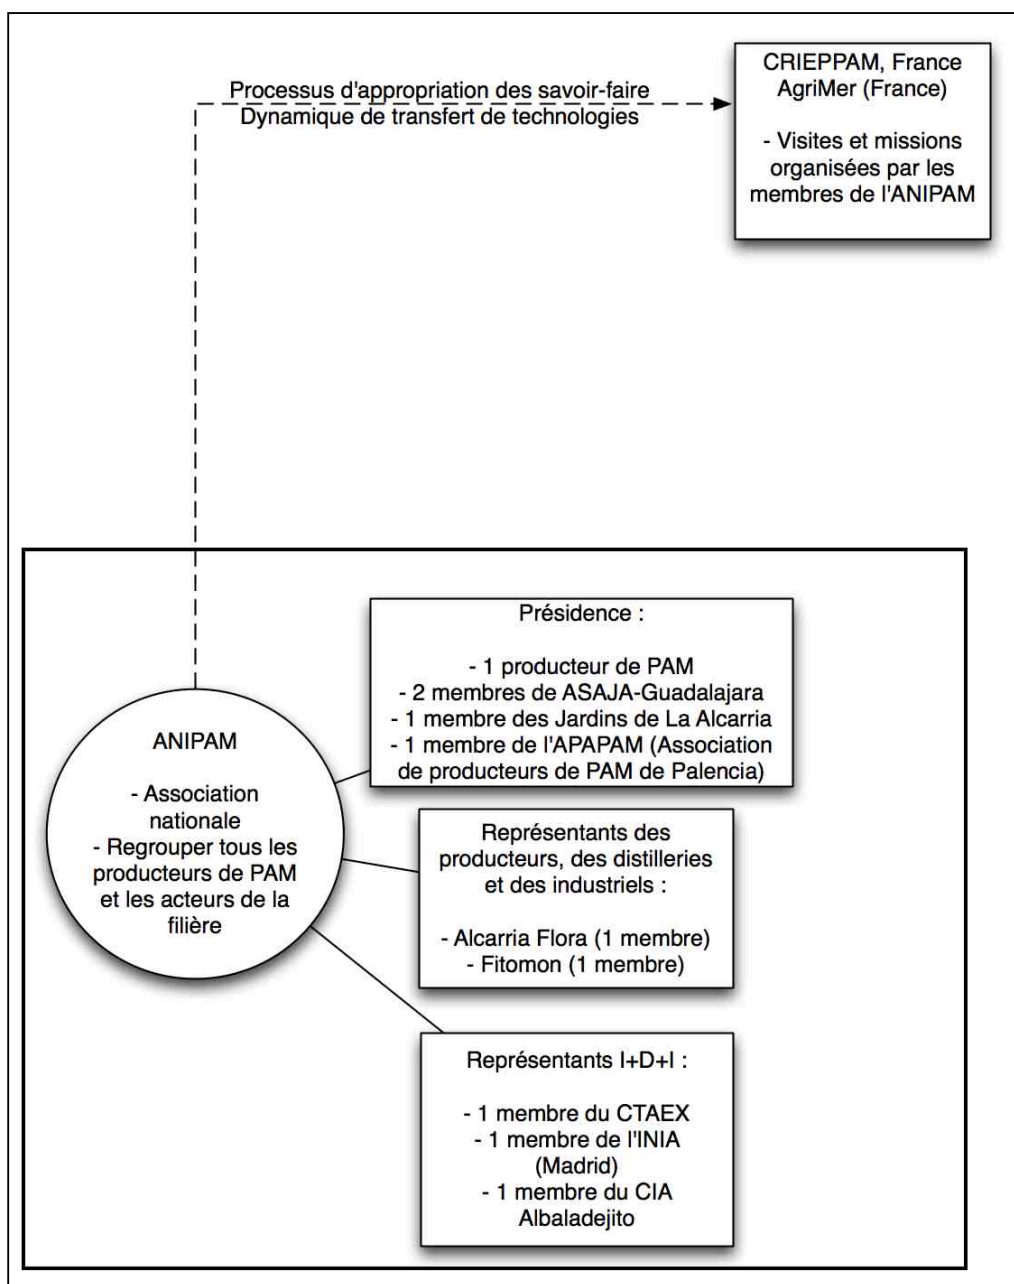 Processus d'appropriation des savoir-faire
Dynamique de transfert de technologies
CRIEPPAM, France
AgriMer (France)
- Visites et missions
organisées par les
membres de l'ANIPAM
ANIPAM
- Association
nationale
- Regrouper tous les
producteurs de PAM
et les acteurs de la
filière
Présidence :
- 1 producteur de PAM
- 2 membres de ASAJA-Guadalajara
- 1 membre des Jardins de La Alcarria
- 1 membre de l'APAPAM (Association
de producteurs de PAM de Palencia)
Représentants des
producteurs, des distilleries
et des industriels :
- Alcarria Flora (1 membre)
- Fitomon (1 membre)
Représentants I+D+I :
- 1 membre du CTAEX
- 1 membre de l'INIA
(Madrid)
- 1 membre du CIA
Albaladejito